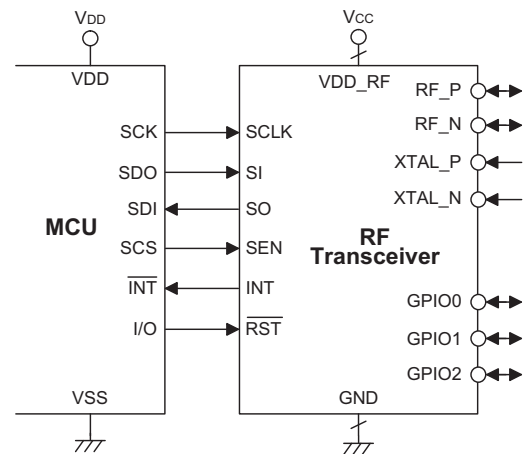 VDD
VCC
VDD
VDD_RF
RF_P
RF_N
SCK
SCLK
XTAL_P
SDO
SI
XTAL_N
SDI
SO
MCU
RF
Transceiver
SCS
SEN
INT
INT
GPIO0
I/O
RST
GPIO1
GPIO2
VSS
GND